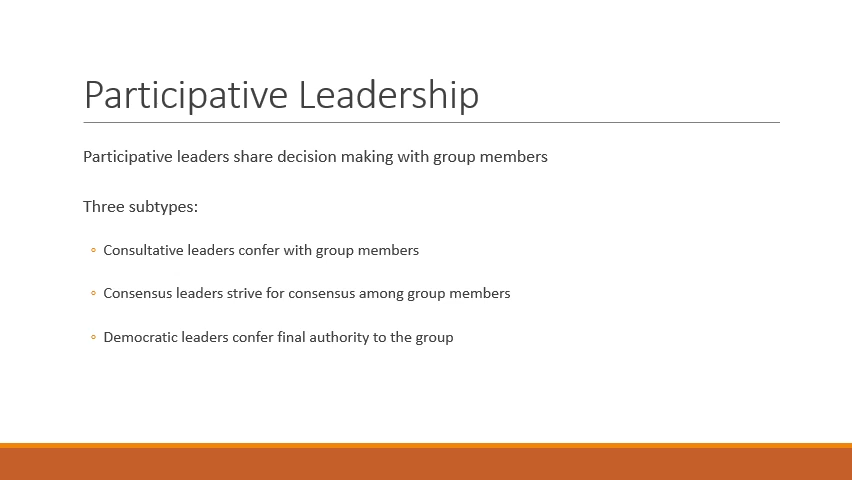 Participative Leadership
Participative leaders share decision making with group members
Three subtypes:
◦ Consultative leaders confer with group members
◦ Consensus leaders strive for consensus among group members
◦ Democratic leaders confer final authority to the group